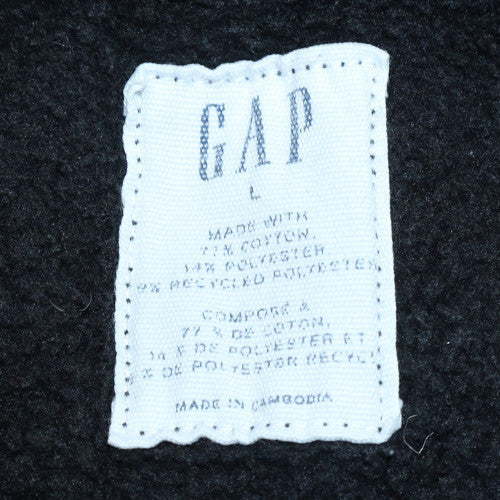 GAP
L
MADE WITH
77% COTTON,
14% POLYESTER
9% RECYCLED POLYESTER
COMPOSÉ À
77 % DE COTON,
14 % DE POLYESTER ET
9 % DE POLYESTER RECYCLÉ
MADE IN CAMBODIA